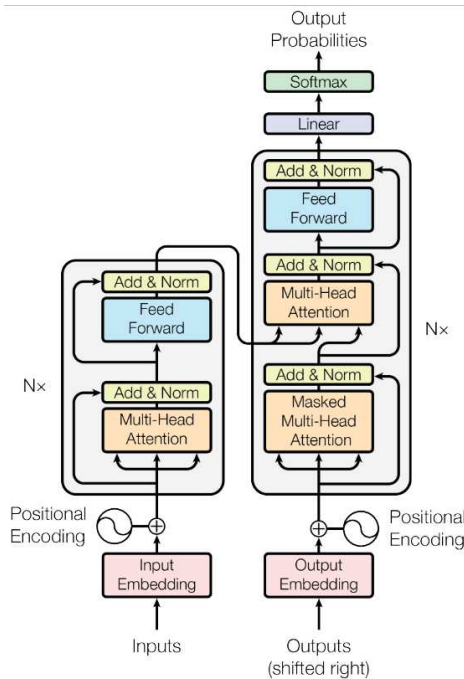 Output
Probabilities
Softmax
Linear
Add & Norm
Feed
Forward
Add & Norm
Multi-Head
Attention
Add & Norm
Masked
Multi-Head
Attention
Nx
Add & Norm
Feed
Forward
Add & Norm
Multi-Head
Attention
Nx
Positional
Encoding
Positional
Encoding
Input
Embedding
Output
Embedding
Inputs
Outputs
(shifted right)